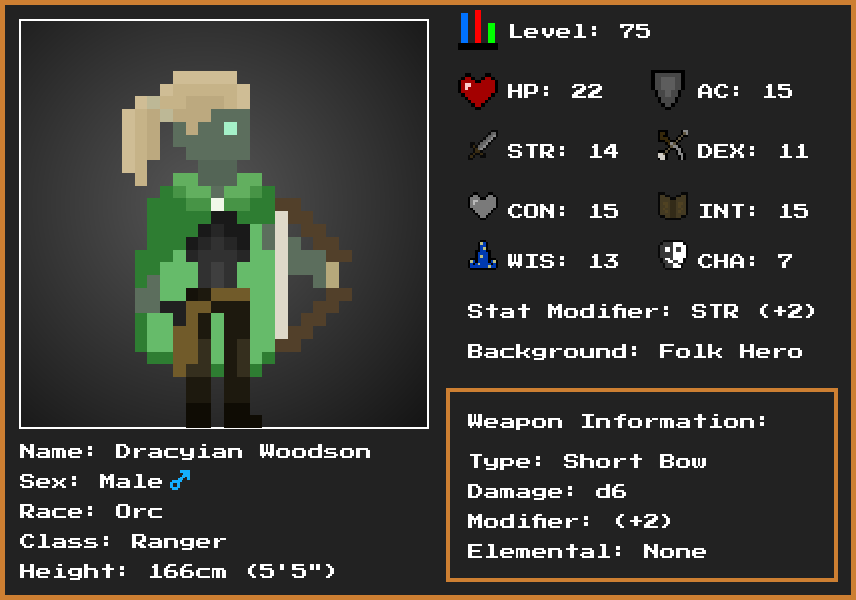 Level: 75
HP: 22
AC: 15
STR: 14
DEX: 11
CON: 15
INT: 15
WIS: 13
CHA: 7
Stat Modifier: STR (+2)
Background: Folk Hero
Weapon Information:
Type: Short Bow
Damage: d6
Modifier: (+2)
Elemental: None
Name: Dracyian Woodson
Sex: Male♂
Race: Orc
Class: Ranger
Height: 166cm (5'5")